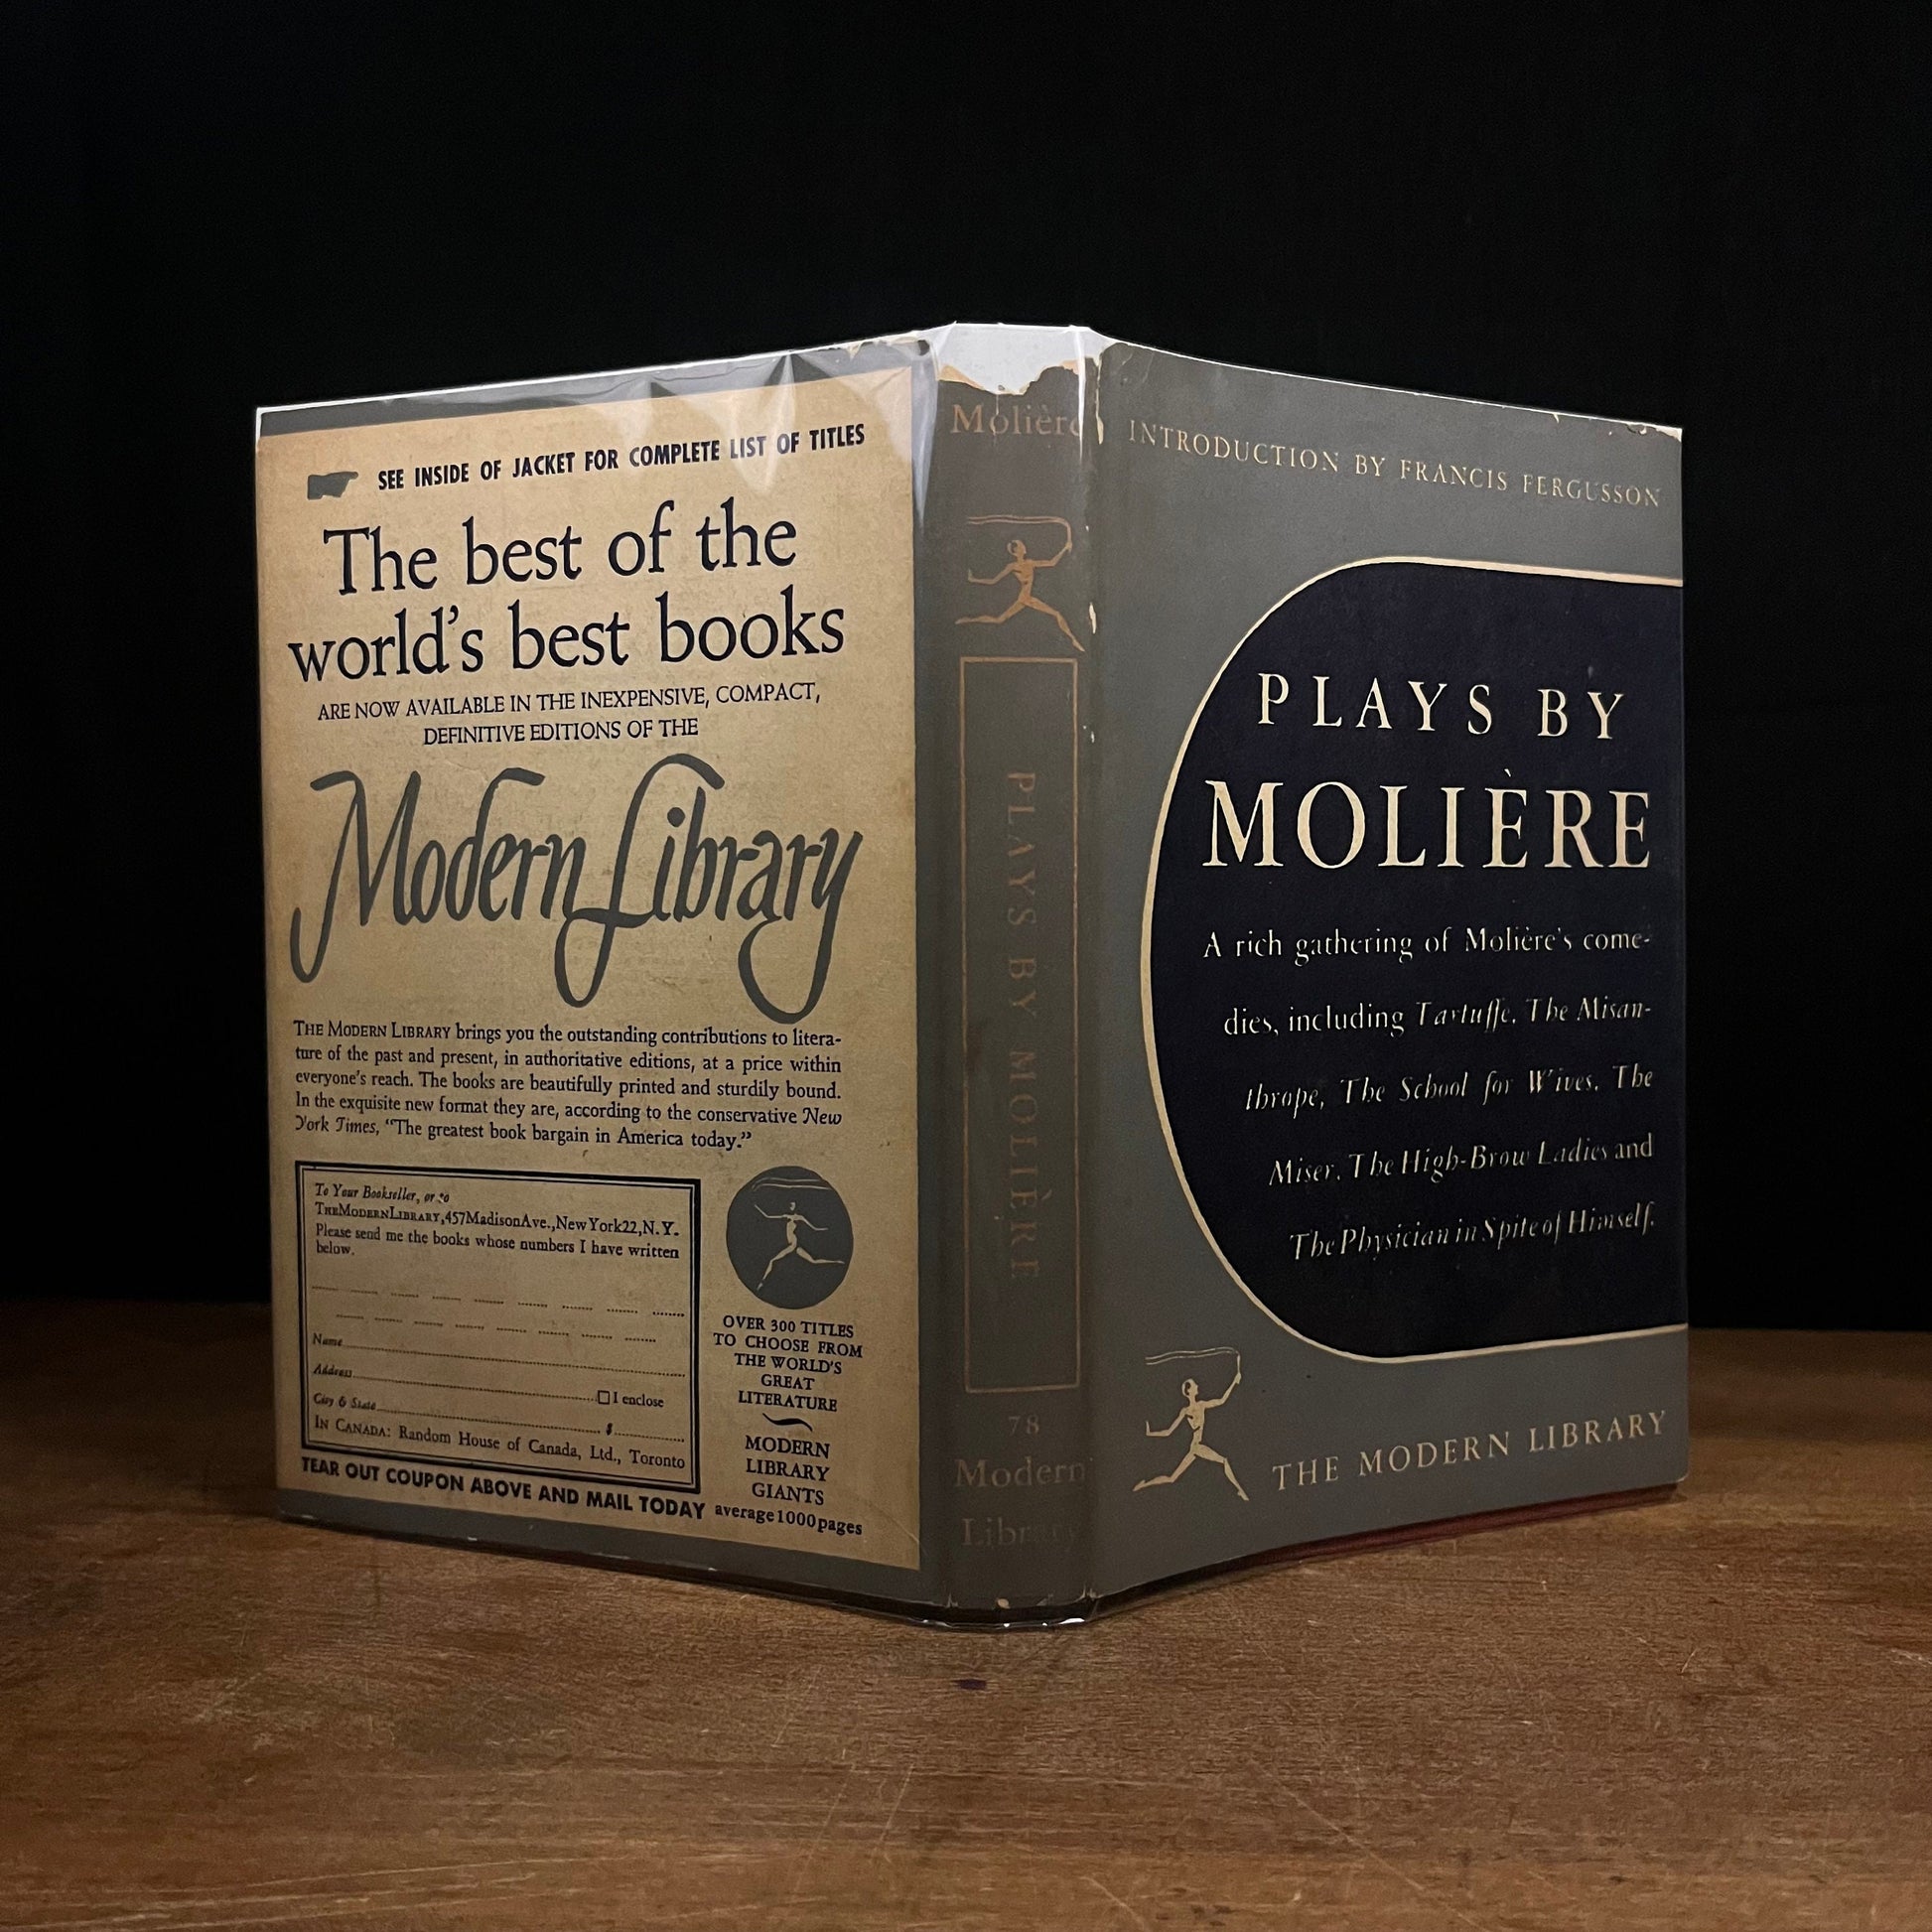 SEE INSIDE OF JACKET FOR COMPLETE LIST OF TITLES
The best of the
world's best books
ARE NOW AVAILABLE IN THE INEXPENSIVE, COMPACT,
DEFINITIVE EDITIONS OF THE
Modern Library
THE MODERN LIBRARY brings you the outstanding contributions to litera-
ture of the past and present, in authoritative editions, at a price within
everyone's reach. The books are beautifully printed and sturdily bound.
In the exquisite new format they are, according to the conservative New
York Times, "The greatest book bargain in America today."
To Your Bookseller, or to
THE MODERN LIBRARY, 457 Madison Ave., New York 22, N. Y.
Please send me the books whose numbers I have written
below.
Name
Address
I enclose
City & State
$
IN CANADA: Random House of Canada, Ltd., Toronto
TEAR OUT COUPON ABOVE AND MAIL TODAY
OVER 300 TITLES
TO CHOOSE FROM
THE WORLD'S
GREAT
LITERATURE
MODERN
LIBRARY
GIANTS
average 1000 pages
Molière
PLAYS BY MOLIÈRE
78
Modern
Library
INTRODUCTION BY FRANCIS FERGUSSON
PLAYS BY
MOLIÈRE
A rich gathering of Molière's come-
dies, including Tartuffe, The Misan-
thrope, The School for Wives, The
Miser, The High-Brow Ladies and
The Physician in Spite of Himself.
THE MODERN LIBRARY